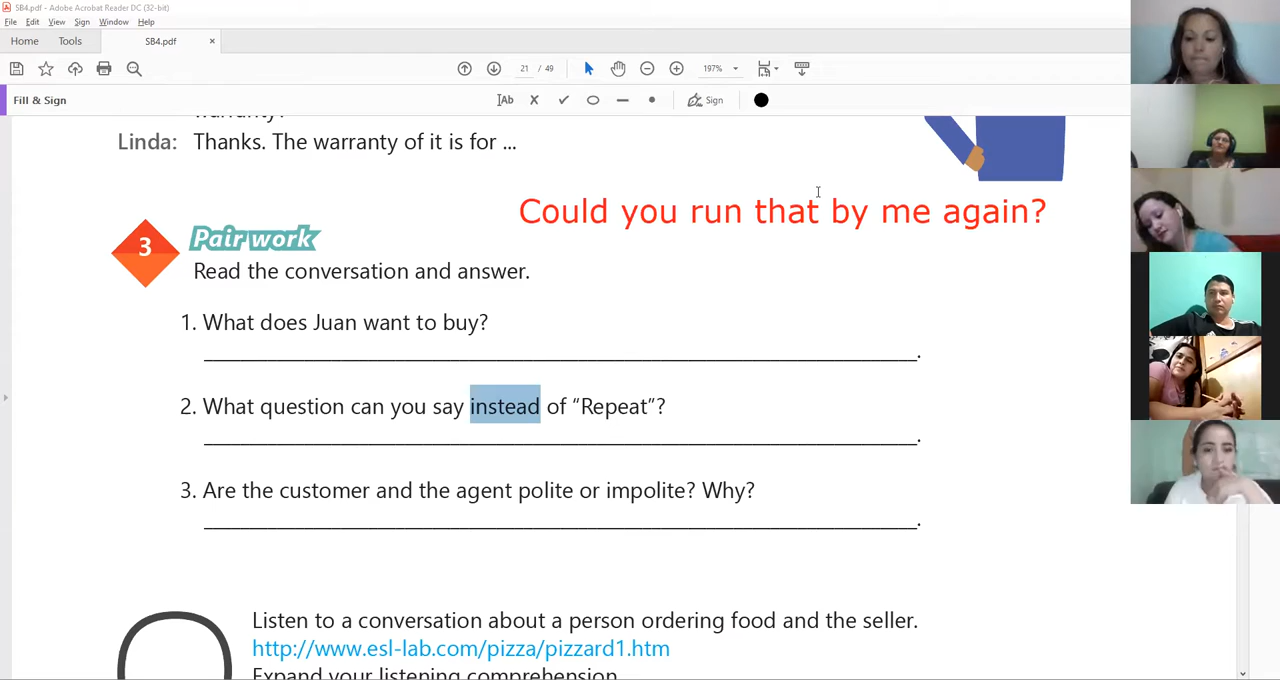 SB4.pdf - Adobe Acrobat Reader DC (32-bit)
File Edit View Sign Window Help
Home Tools SB4.pdf ×
21 / 49 197%
Fill & Sign
Ab Sign
warranty?
Linda: Thanks. The warranty of it is for ...
Could you run that by me again?
3 Pair work
Read the conversation and answer.
1. What does Juan want to buy?
2. What question can you say instead of “Repeat”?
3. Are the customer and the agent polite or impolite? Why?
Listen to a conversation about a person ordering food and the seller.
http://www.esl-lab.com/pizza/pizzard1.htm
Expand your listening comprehension.